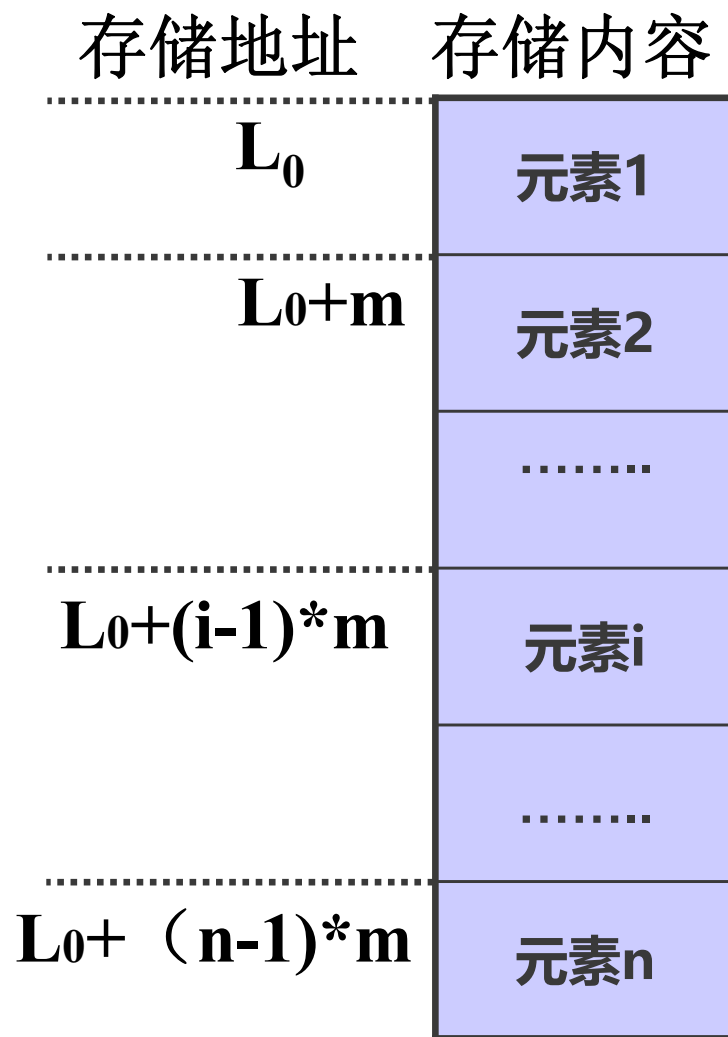 存储地址 存储内容
L₀ 元素1
L₀+m 元素2
……..
L₀+(i-1)*m 元素i
……..
L₀+（n-1)*m 元素n